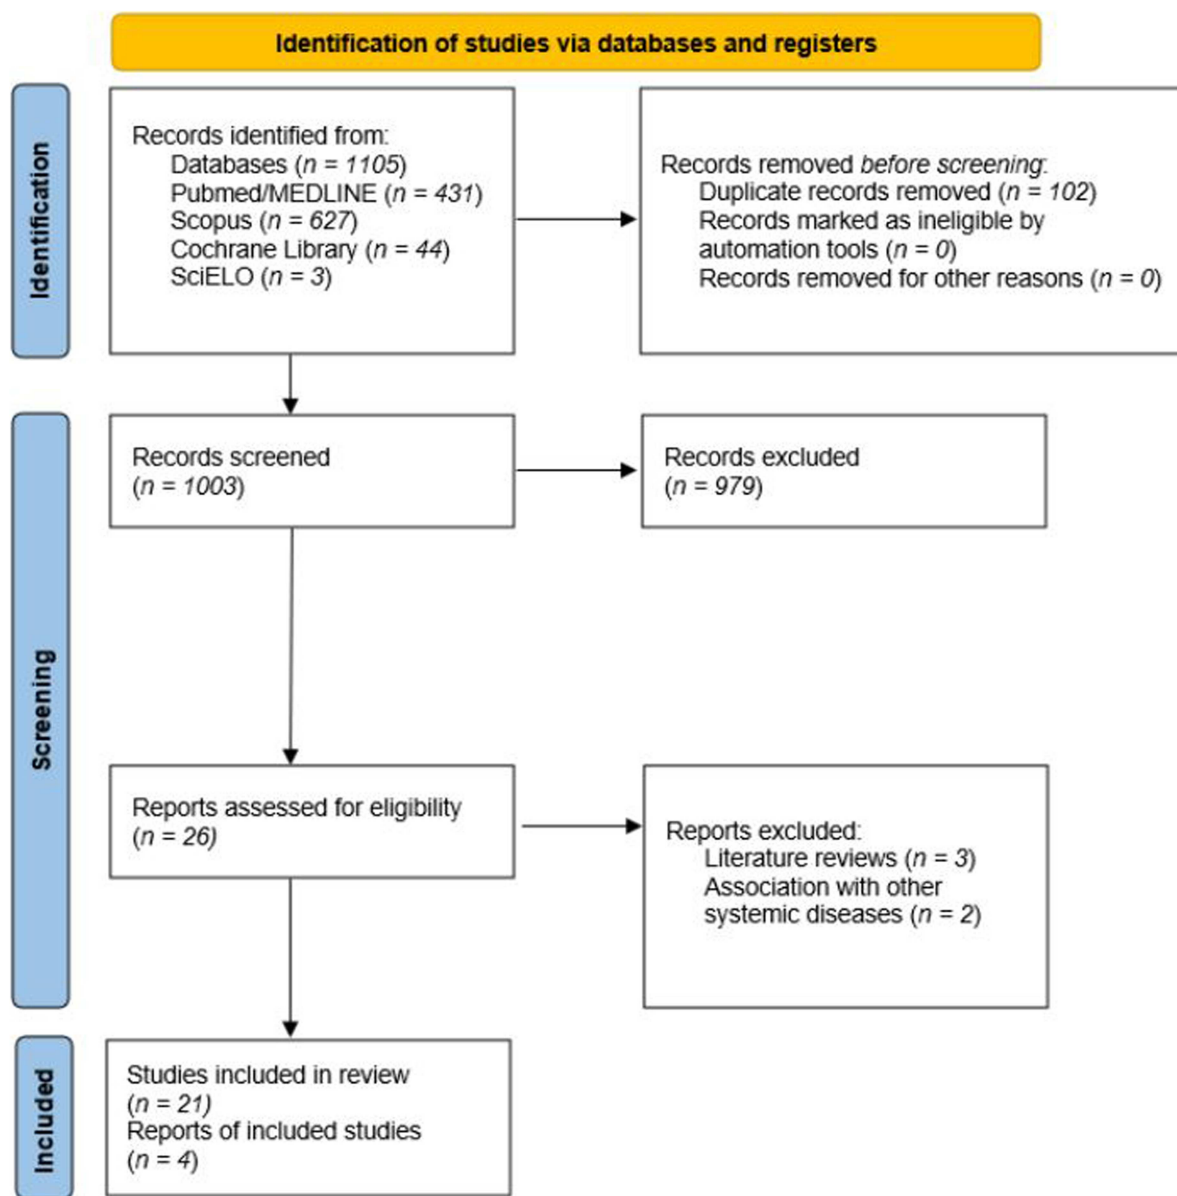 Identification of studies via databases and registers
Identification
Records identified from:
Databases (n = 1105)
Pubmed/MEDLINE (n = 431)
Scopus (n = 627)
Cochrane Library (n = 44)
SciELO (n = 3)
Records removed before screening:
Duplicate records removed (n = 102)
Records marked as ineligible by
automation tools (n = 0)
Records removed for other reasons (n = 0)
Screening
Records screened
(n = 1003)
Records excluded
(n = 979)
Reports assessed for eligibility
(n = 26)
Reports excluded:
Literature reviews (n = 3)
Association with other
systemic diseases (n = 2)
Included
Studies included in review
(n = 21)
Reports of included studies
(n = 4)